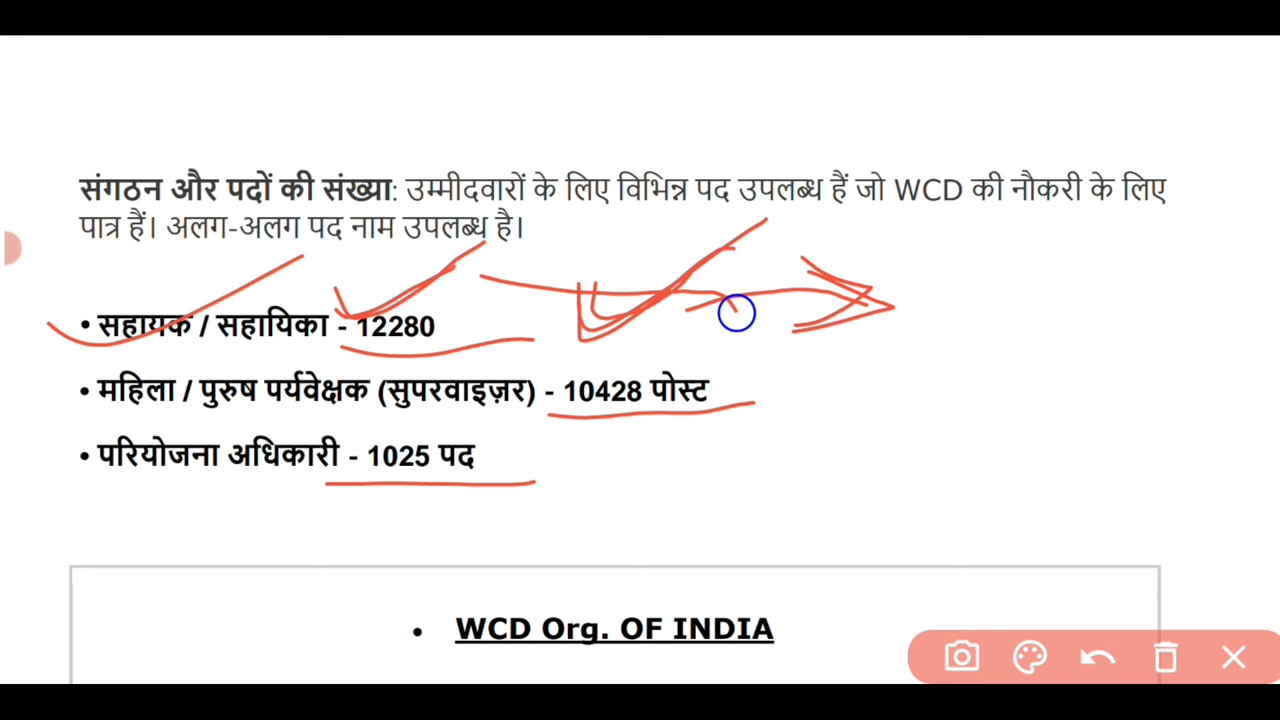 संगठन और पदों की संख्या: उम्मीदवारों के लिए विभिन्न पद उपलब्ध हैं जो WCD की नौकरी के लिए
पात्र हैं। अलग-अलग पद नाम उपलब्ध है।
• सहायक / सहायिका - 12280
• महिला / पुरुष पर्यवेक्षक (सुपरवाइज़र) - 10428 पोस्ट
• परियोजना अधिकारी - 1025 पद
• WCD Org. OF INDIA